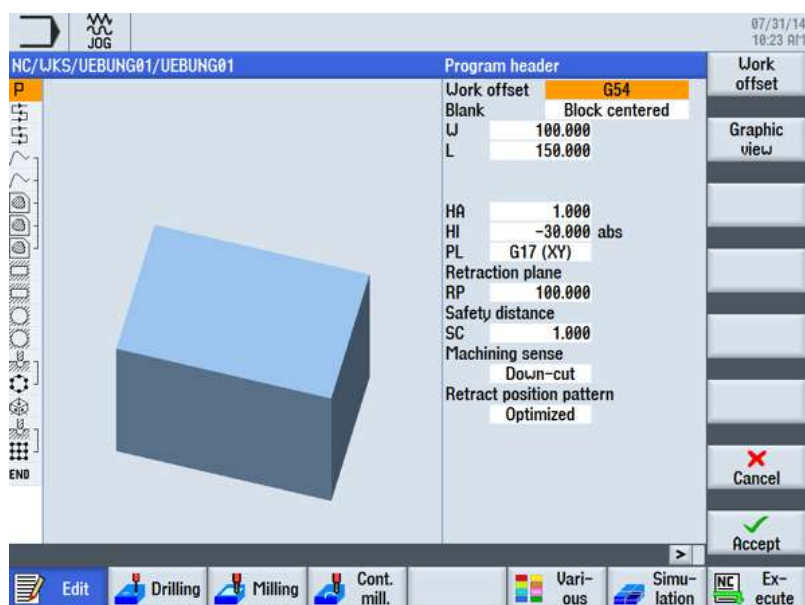 JOG
07/31/14
10:23 AM
NC/WKS/UEBUNG01/UEBUNG01
Program header
P
Work offset G54
Blank Block centered
W 100.000
L 150.000
HA 1.000
HI -30.000 abs
PL G17 (XY)
Retraction plane
RP 100.000
Safety distance
SC 1.000
Machining sense
Down-cut
Retract position pattern
Optimized
END
Work
offset
Graphic
view
Cancel
Accept
>
Edit
Drilling
Milling
Cont.
mill.
Vari-
ous
Simu-
lation
NC
Ex-
ecute